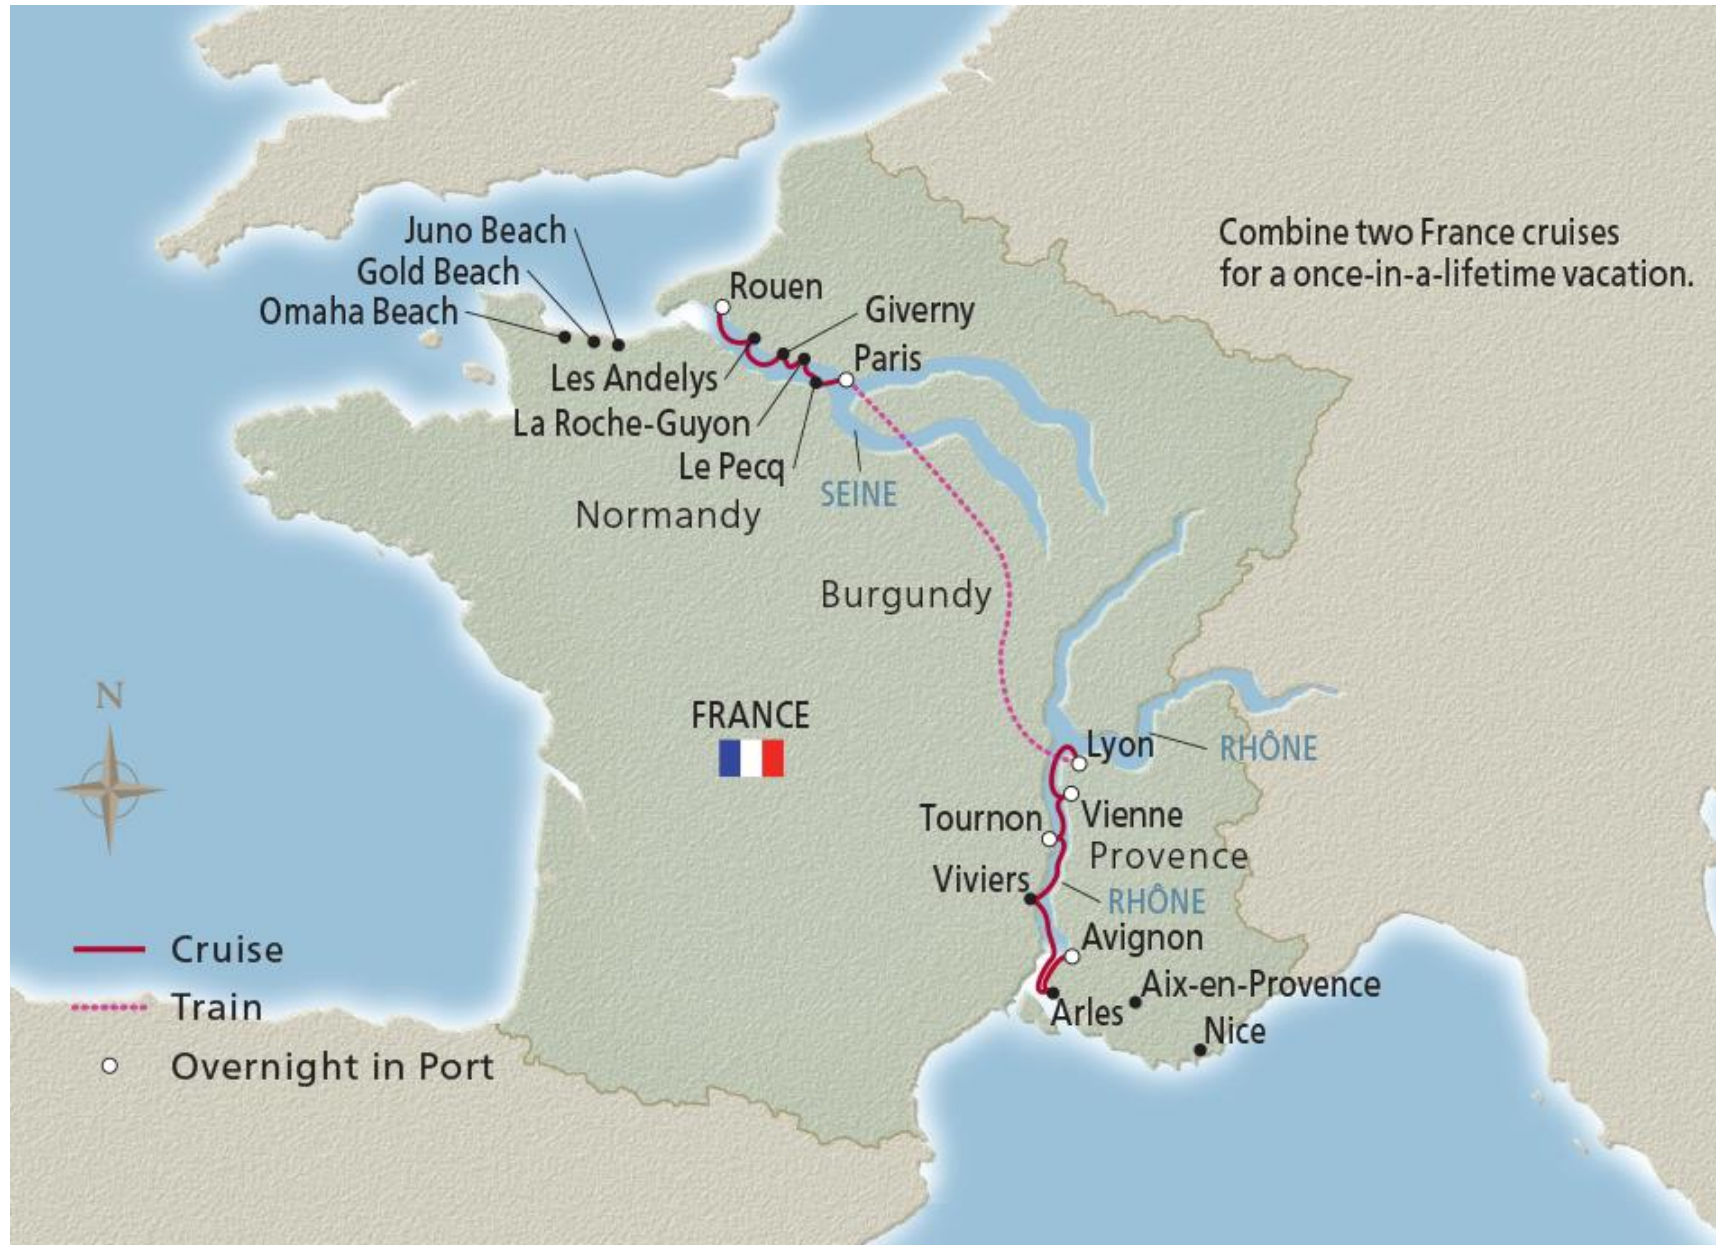 Juno Beach
Gold Beach
Omaha Beach
Combine two France cruises
for a once-in-a-lifetime vacation.
Rouen
Giverny
Paris
Les Andelys
La Roche-Guyon
Le Pecq
SEINE
Normandy
Burgundy
N
FRANCE
Lyon
RHÔNE
Tournon
Vienne
Provence
Viviers
RHÔNE
Avignon
Aix-en-Provence
Arles
Nice
Cruise
Train
Overnight in Port